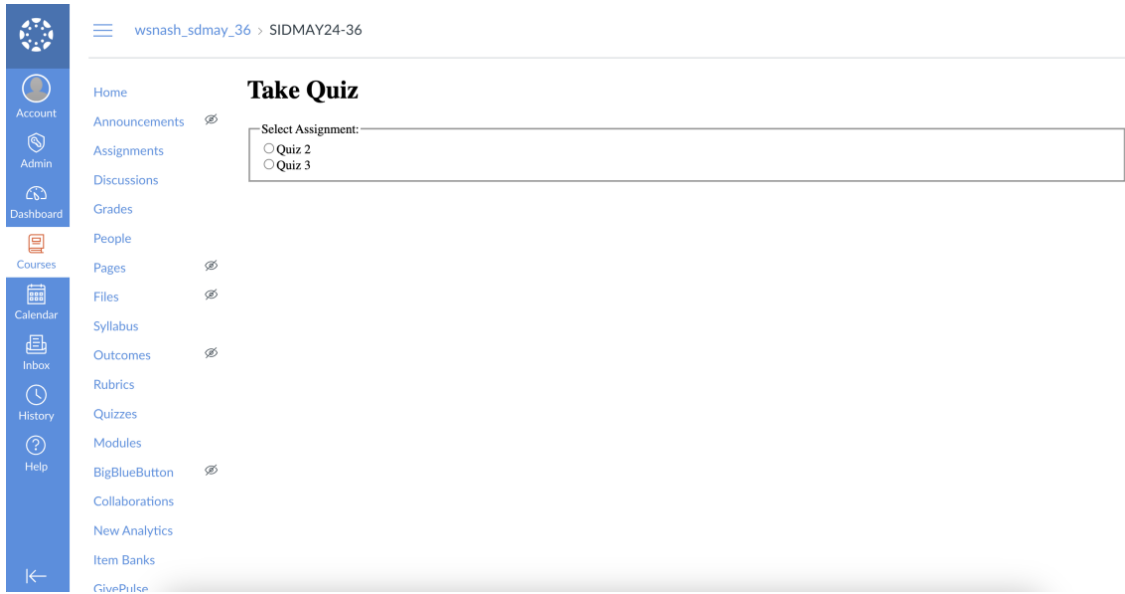 wsnash_sdmay_36 > SIDMAY24-36
Account
Admin
Dashboard
Courses
Calendar
Inbox
History
Help
Home
Announcements
Assignments
Discussions
Grades
People
Pages
Files
Syllabus
Outcomes
Rubrics
Quizzes
Modules
BigBlueButton
Collaborations
New Analytics
Item Banks
GivePulse
Take Quiz
Select Assignment:
Quiz 2
Quiz 3